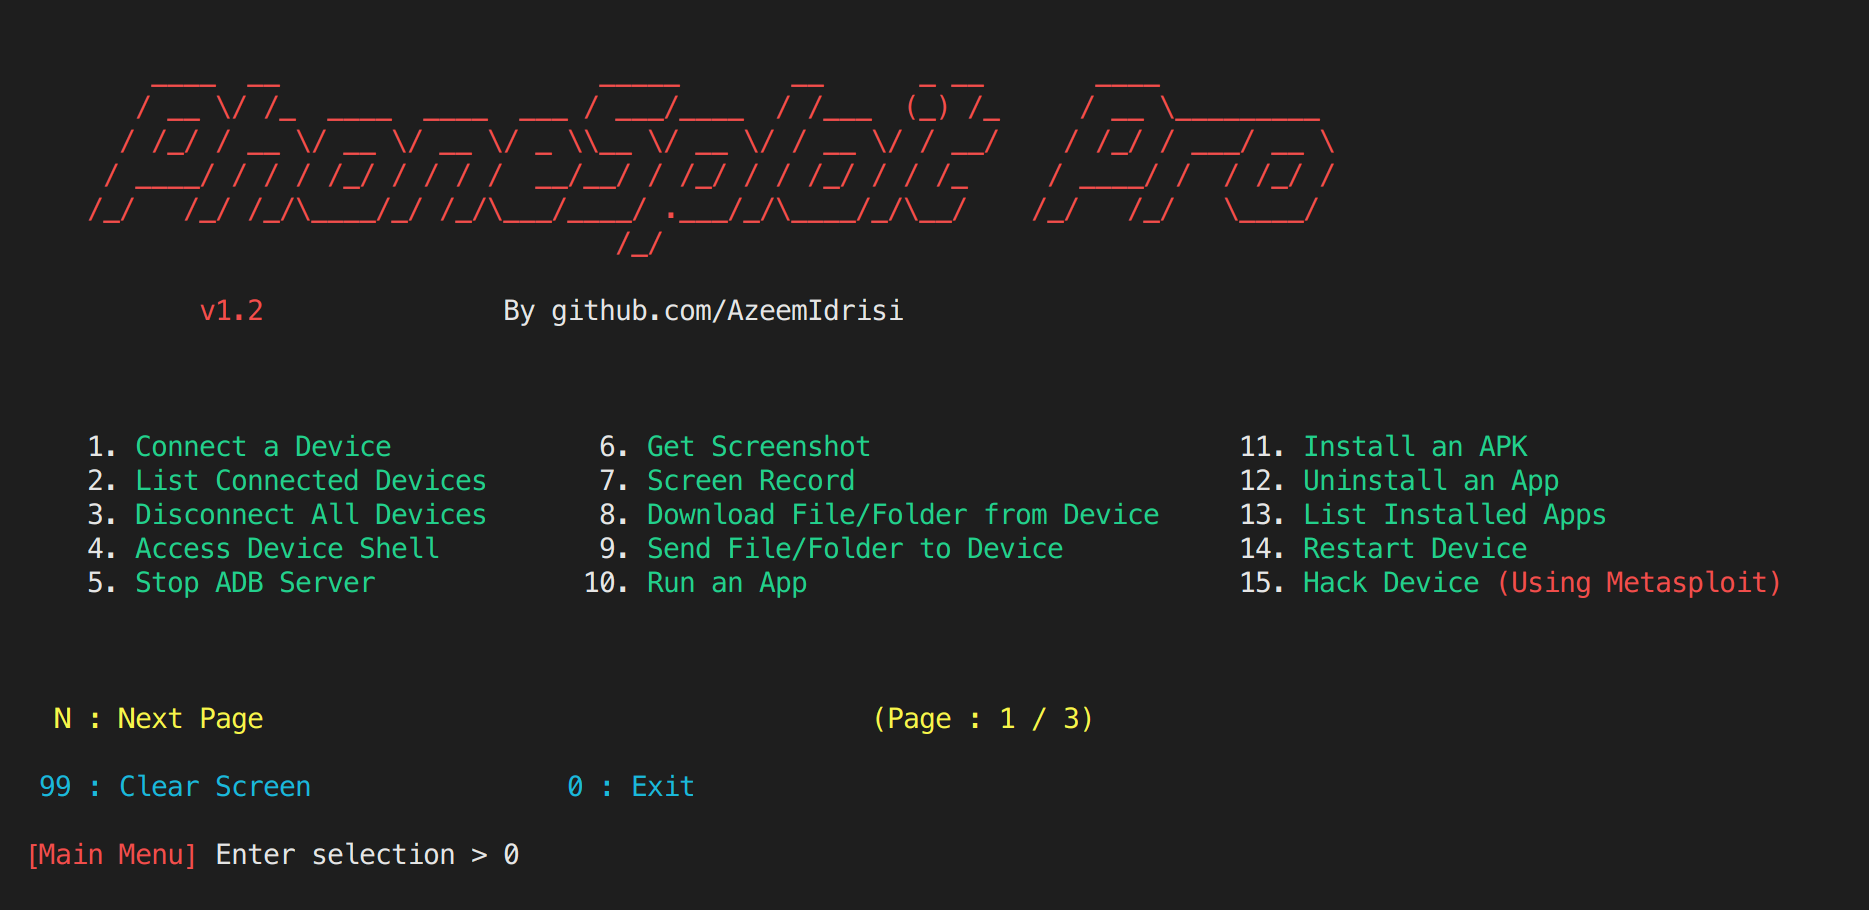 PhoneSploit Pro
v1.2 By github.com/AzeemIdrisi
1. Connect a Device 6. Get Screenshot 11. Install an APK
2. List Connected Devices 7. Screen Record 12. Uninstall an App
3. Disconnect All Devices 8. Download File/Folder from Device 13. List Installed Apps
4. Access Device Shell 9. Send File/Folder to Device 14. Restart Device
5. Stop ADB Server 10. Run an App 15. Hack Device (Using Metasploit)
N : Next Page (Page : 1 / 3)
99 : Clear Screen 0 : Exit
[Main Menu] Enter selection > 0